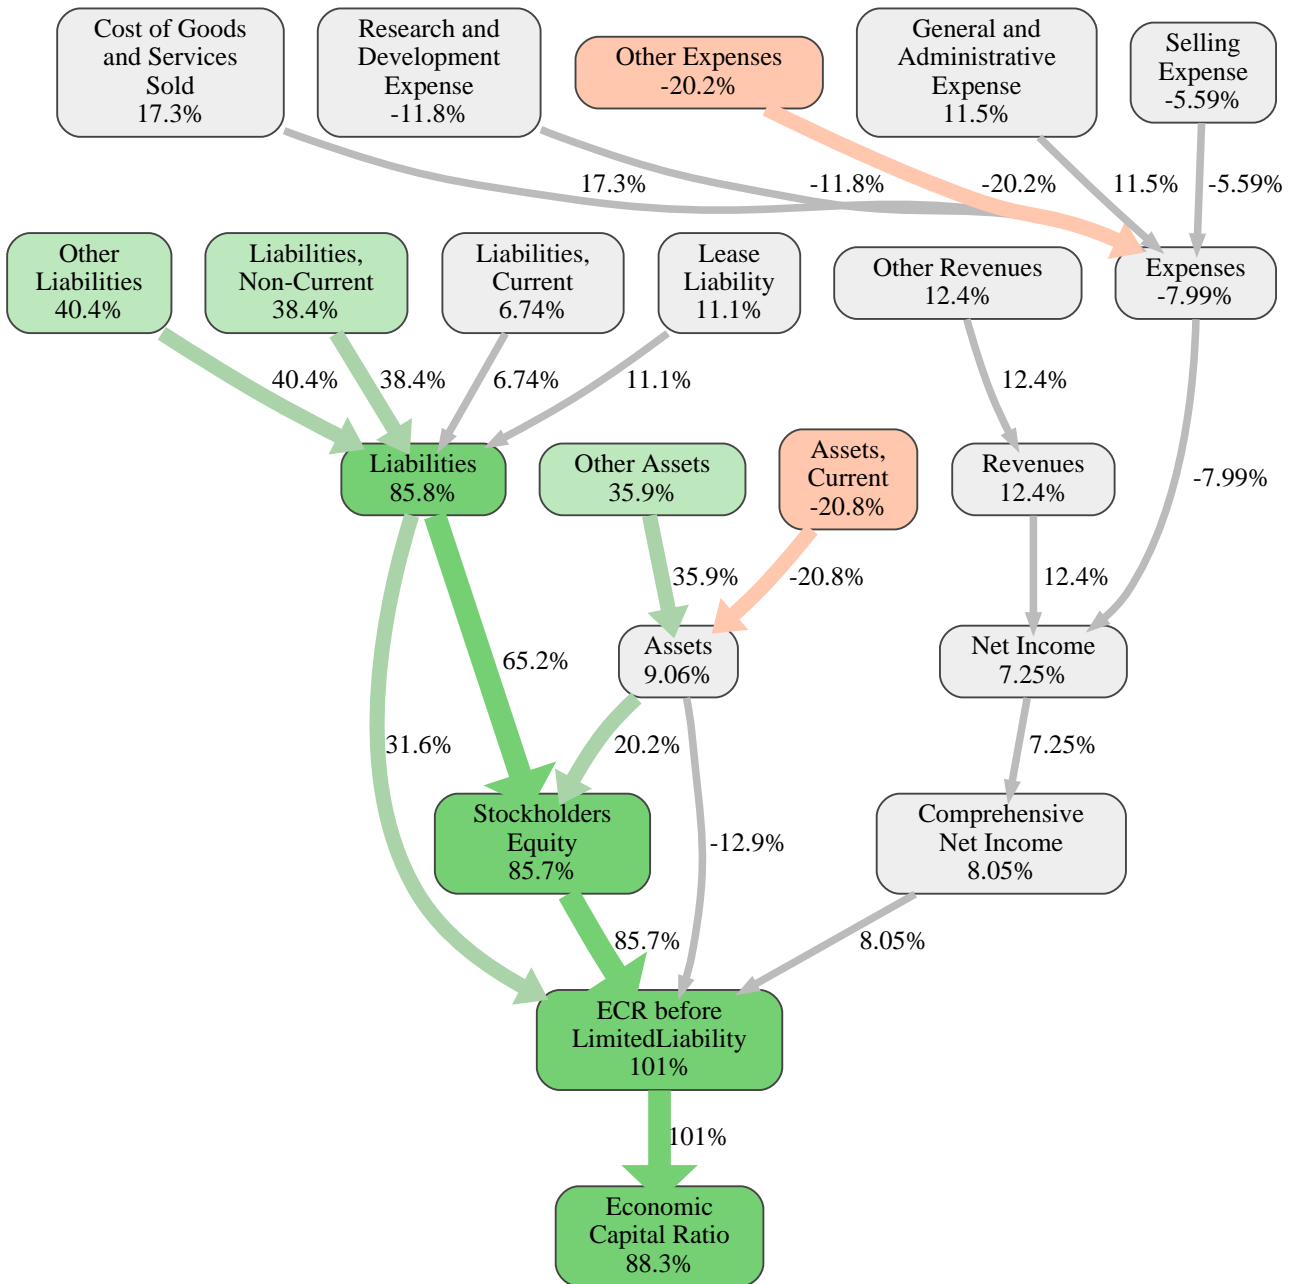 Cost of Goods
and Services
Sold
17.3%
Research and
Development
Expense
-11.8%
Other Expenses
-20.2%
General and
Administrative
Expense
11.5%
Selling
Expense
-5.59%
17.3%
-11.8%
-20.2%
11.5%
-5.59%
Other
Liabilities
40.4%
Liabilities,
Non-Current
38.4%
Liabilities,
Current
6.74%
Lease
Liability
11.1%
Other Revenues
12.4%
Expenses
-7.99%
40.4%
38.4%
6.74%
11.1%
12.4%
Liabilities
85.8%
Other Assets
35.9%
Assets,
Current
-20.8%
Revenues
12.4%
-7.99%
35.9%
-20.8%
12.4%
65.2%
Assets
9.06%
Net Income
7.25%
31.6%
20.2%
7.25%
Stockholders
Equity
85.7%
-12.9%
Comprehensive
Net Income
8.05%
85.7%
8.05%
ECR before
LimitedLiability
101%
101%
Economic
Capital Ratio
88.3%